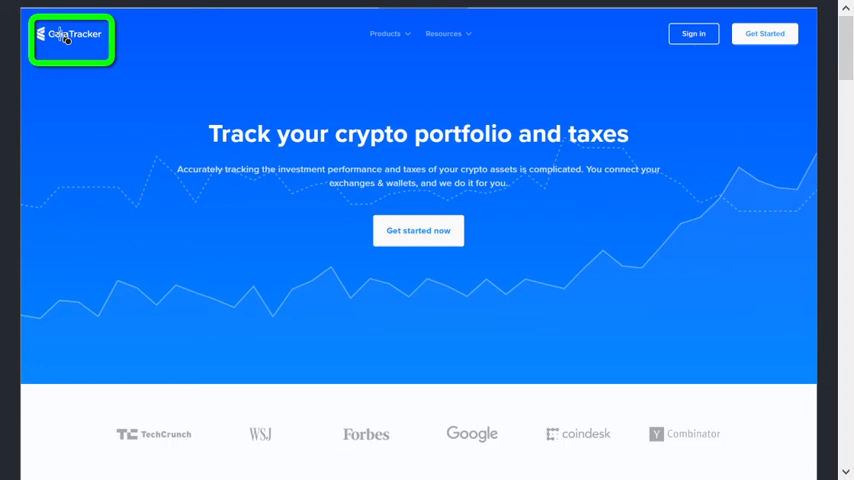 CoinTracker
Products
Resources
Sign in
Get Started
Track your crypto portfolio and taxes
Accurately tracking the investment performance and taxes of your crypto assets is complicated. You connect your
exchanges & wallets, and we do it for you.
Get started now
TechCrunch
WSJ
Forbes
Google
coindesk
Y Combinator